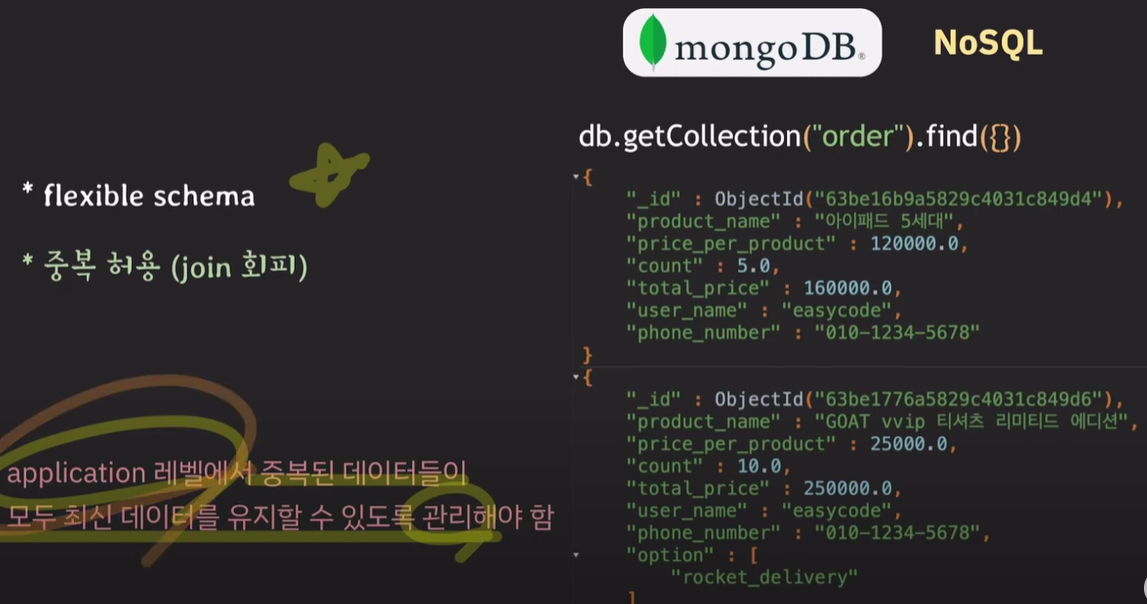 mongoDB®
NoSQL
* flexible schema
* 중복 허용 (join 회피)
application 레벨에서 중복된 데이터들이
모두 최신 데이터를 유지할 수 있도록 관리해야 함
db.getCollection("order").find({})
{
"_id" : ObjectId("63be16b9a5829c4031c849d4"),
"product_name" : "아이패드 5세대",
"price_per_product" : 120000.0,
"count" : 5.0,
"total_price" : 160000.0,
"user_name" : "easycode",
"phone_number" : "010-1234-5678"
}
{
"_id" : ObjectId("63be1776a5829c4031c849d6"),
"product_name" : "GOAT vvip 티셔츠 리미티드 에디션",
"price_per_product" : 25000.0,
"count" : 10.0,
"total_price" : 250000.0,
"user_name" : "easycode",
"phone_number" : "010-1234-5678",
"option" : [
"rocket_delivery"
]